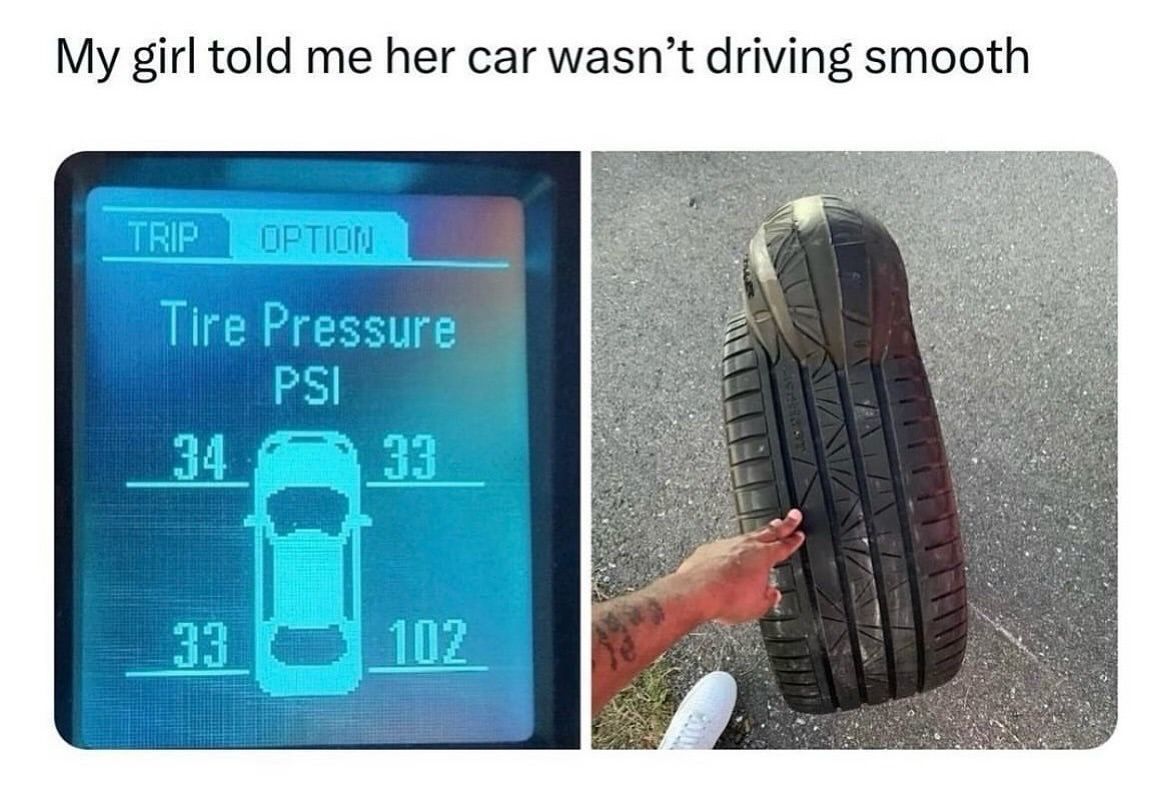 My girl told me her car wasn’t driving smooth
TRIP OPTION
Tire Pressure
PSI
34 33
33 102